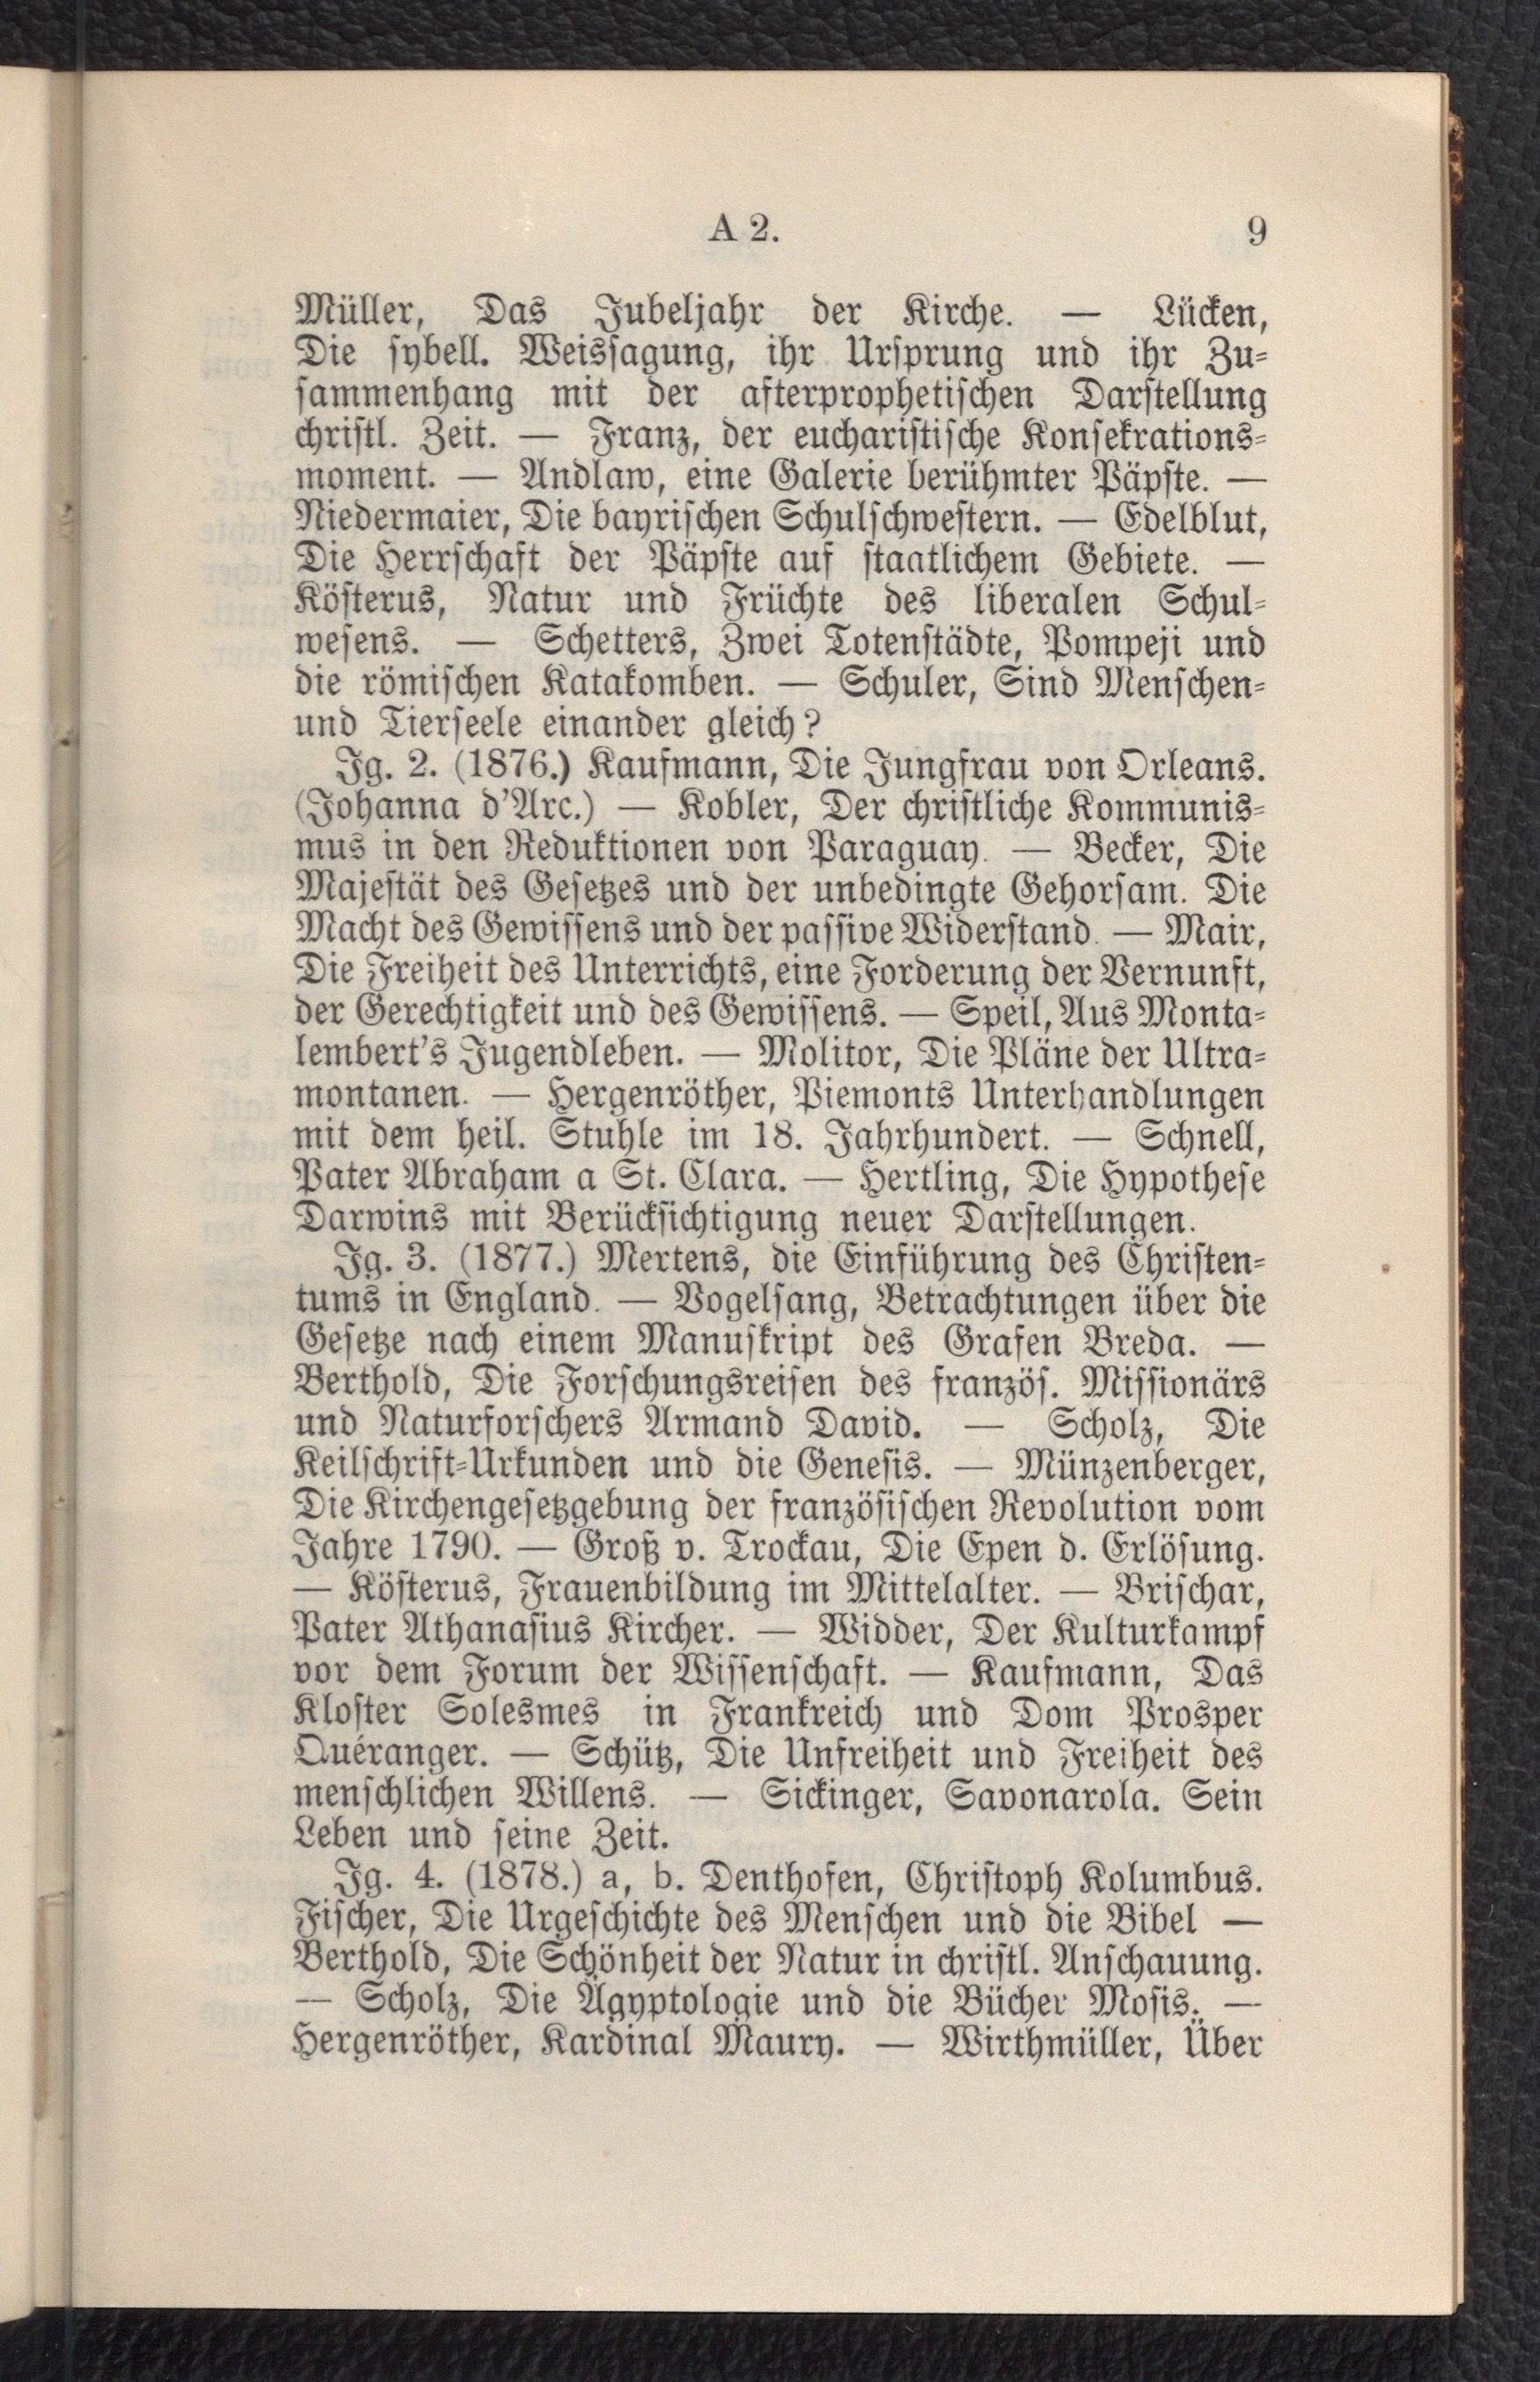 A 2. 9
Müller, Das Jubeljahr der Kirche. — Lücken,
Die sybell. Weissagung, ihr Ursprung und ihr Zu-
sammenhang mit der afterprophetischen Darstellung
christl. Zeit. — Franz, der eucharistische Konsekrations-
moment. — Andlaw, eine Galerie berühmter Päpste. —
Niedermaier, Die bayrischen Schulschwestern. — Edelblut,
Die Herrschaft der Päpste auf staatlichem Gebiete. —
Kösterus, Natur und Früchte des liberalen Schul-
wesens. — Schetters, Zwei Totenstädte, Pompeji und
die römischen Katakomben. — Schuler, Sind Menschen-
und Tierseele einander gleich?
Jg. 2. (1876.) Kaufmann, Die Jungfrau von Orleans.
(Johanna d'Arc.) — Kobler, Der christliche Kommunis-
mus in den Reduktionen von Paraguay. — Becker, Die
Majestät des Gesetzes und der unbedingte Gehorsam. Die
Macht des Gewissens und der passive Widerstand. — Mair,
Die Freiheit des Unterrichts, eine Forderung der Vernunft,
der Gerechtigkeit und des Gewissens. — Speil, Aus Monta-
lembert's Jugendleben. — Molitor, Die Pläne der Ultra-
montanen. — Hergenröther, Piemonts Unterhandlungen
mit dem heil. Stuhle im 18. Jahrhundert. — Schnell,
Pater Abraham a St. Clara. — Hertling, Die Hypothese
Darwins mit Berücksichtigung neuer Darstellungen.
Jg. 3. (1877.) Mertens, die Einführung des Christen-
tums in England. — Vogelsang, Betrachtungen über die
Gesetze nach einem Manuskript des Grafen Breda. —
Berthold, Die Forschungsreisen des französ. Missionärs
und Naturforschers Armand David. — Scholz, Die
Keilschrift-Urkunden und die Genesis. — Münzenberger,
Die Kirchengesetzgebung der französischen Revolution vom
Jahre 1790. — Groß v. Trockau, Die Epen d. Erlösung.
— Kösterus, Frauenbildung im Mittelalter. — Brischar,
Pater Athanasius Kircher. — Widder, Der Kulturkampf
vor dem Forum der Wissenschaft. — Kaufmann, Das
Kloster Solesmes in Frankreich und Dom Prosper
Quéranger. — Schütz, Die Unfreiheit und Freiheit des
menschlichen Willens. — Sickinger, Savonarola. Sein
Leben und seine Zeit.
Jg. 4. (1878.) a, b. Denthofen, Christoph Kolumbus.
Fischer, Die Urgeschichte des Menschen und die Bibel —
Berthold, Die Schönheit der Natur in christl. Anschauung.
— Scholz, Die Ägyptologie und die Bücher Mosis. —
Hergenröther, Kardinal Maury. — Wirthmüller, Über